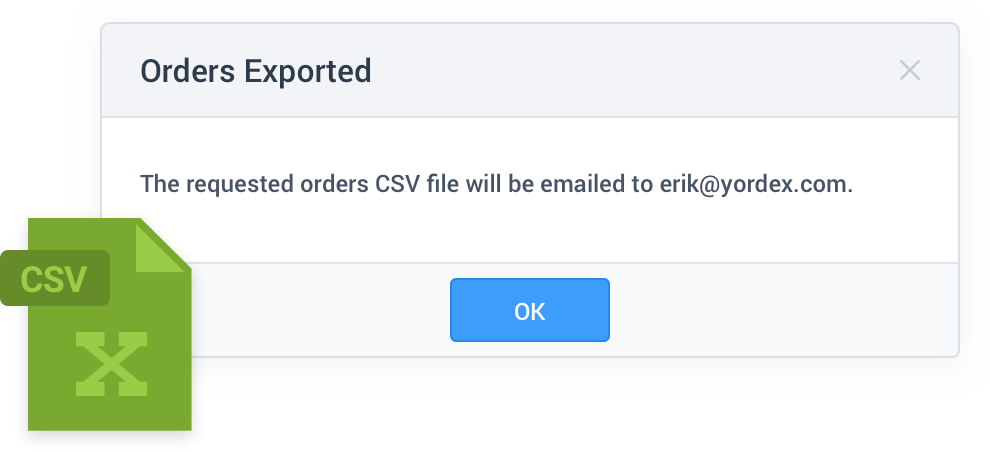 Orders Exported
The requested orders CSV file will be emailed to erik@yordex.com.
CSV
OK
X